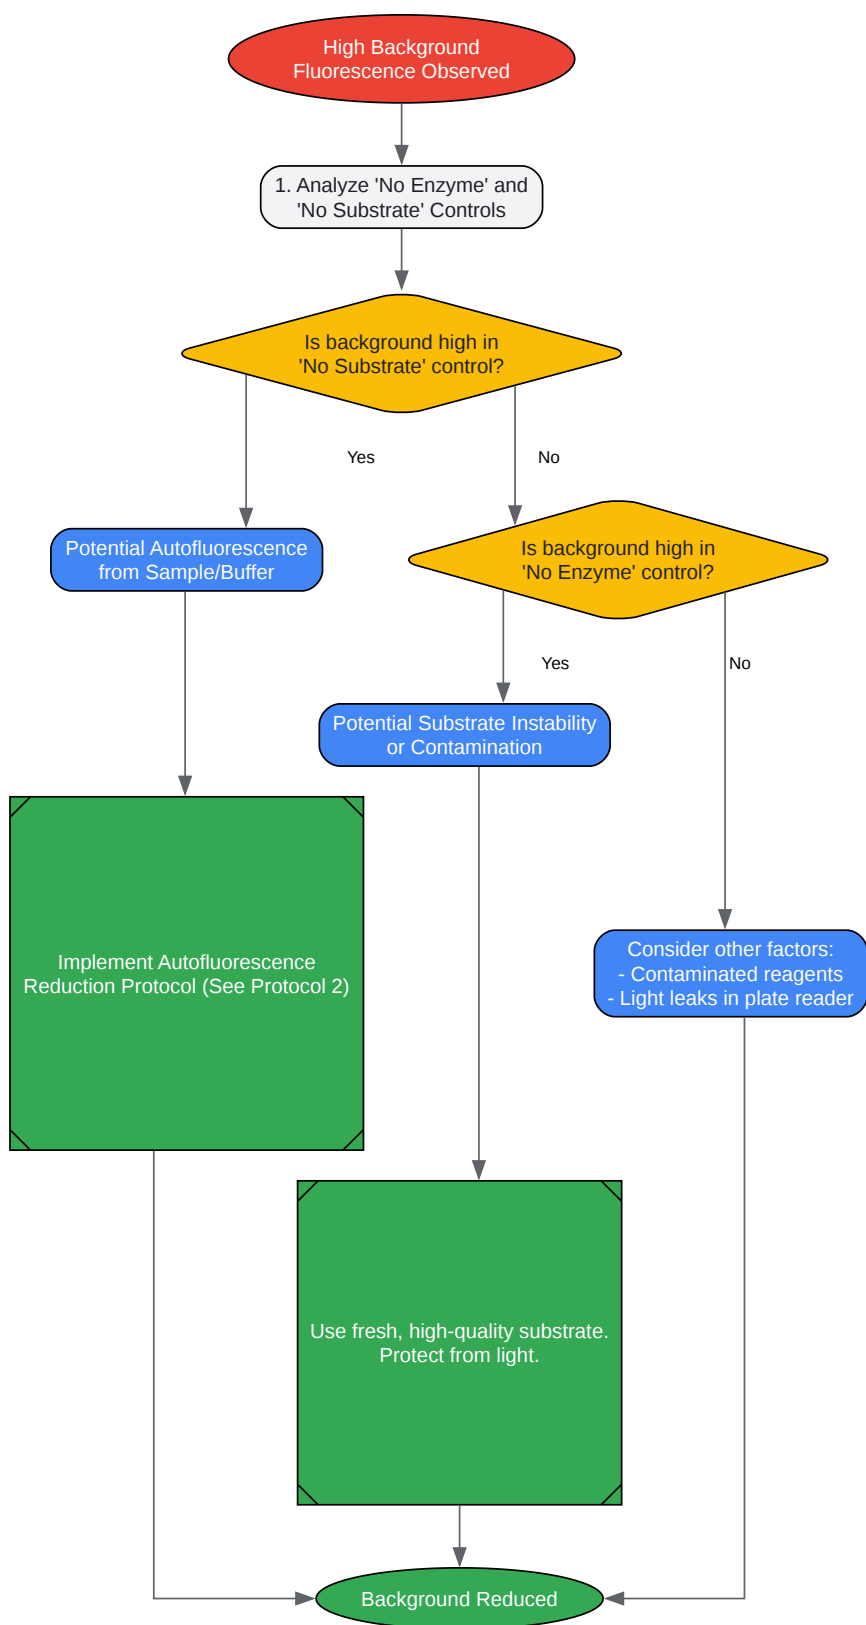 High Background
Fluorescence Observed
1. Analyze 'No Enzyme' and
'No Substrate' Controls
Is background high in
'No Substrate' control?
Yes
No
Potential Autofluorescence
from Sample/Buffer
Is background high in
'No Enzyme' control?
Yes
No
Potential Substrate Instability
or Contamination
Implement Autofluorescence
Reduction Protocol (See Protocol 2)
Consider other factors:
- Contaminated reagents
- Light leaks in plate reader
Use fresh, high-quality substrate.
Protect from light.
Background Reduced